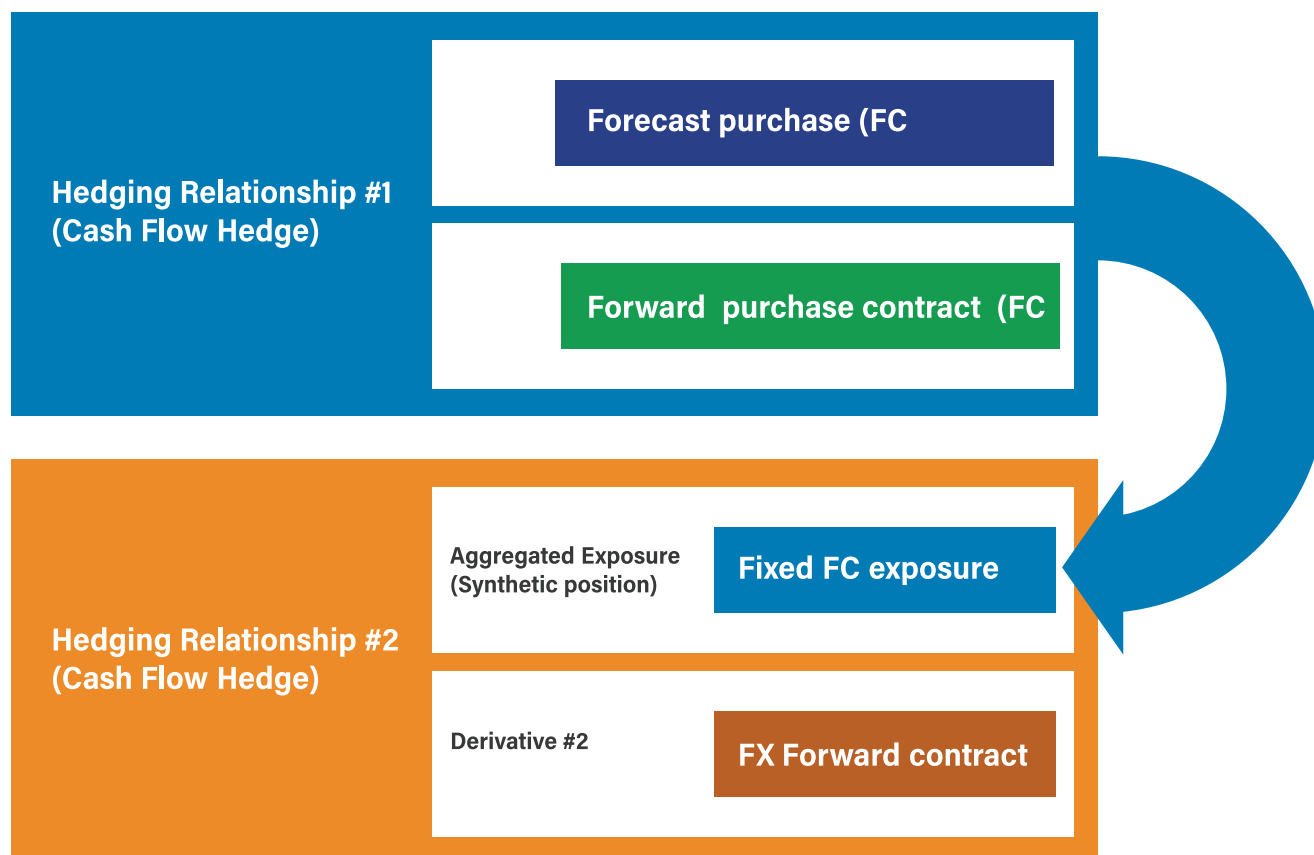 Hedging Relationship #1
(Cash Flow Hedge)
Forecast purchase (FC
Forward purchase contract (FC
Hedging Relationship #2
(Cash Flow Hedge)
Aggregated Exposure
(Synthetic position)
Fixed FC exposure
Derivative #2
FX Forward contract